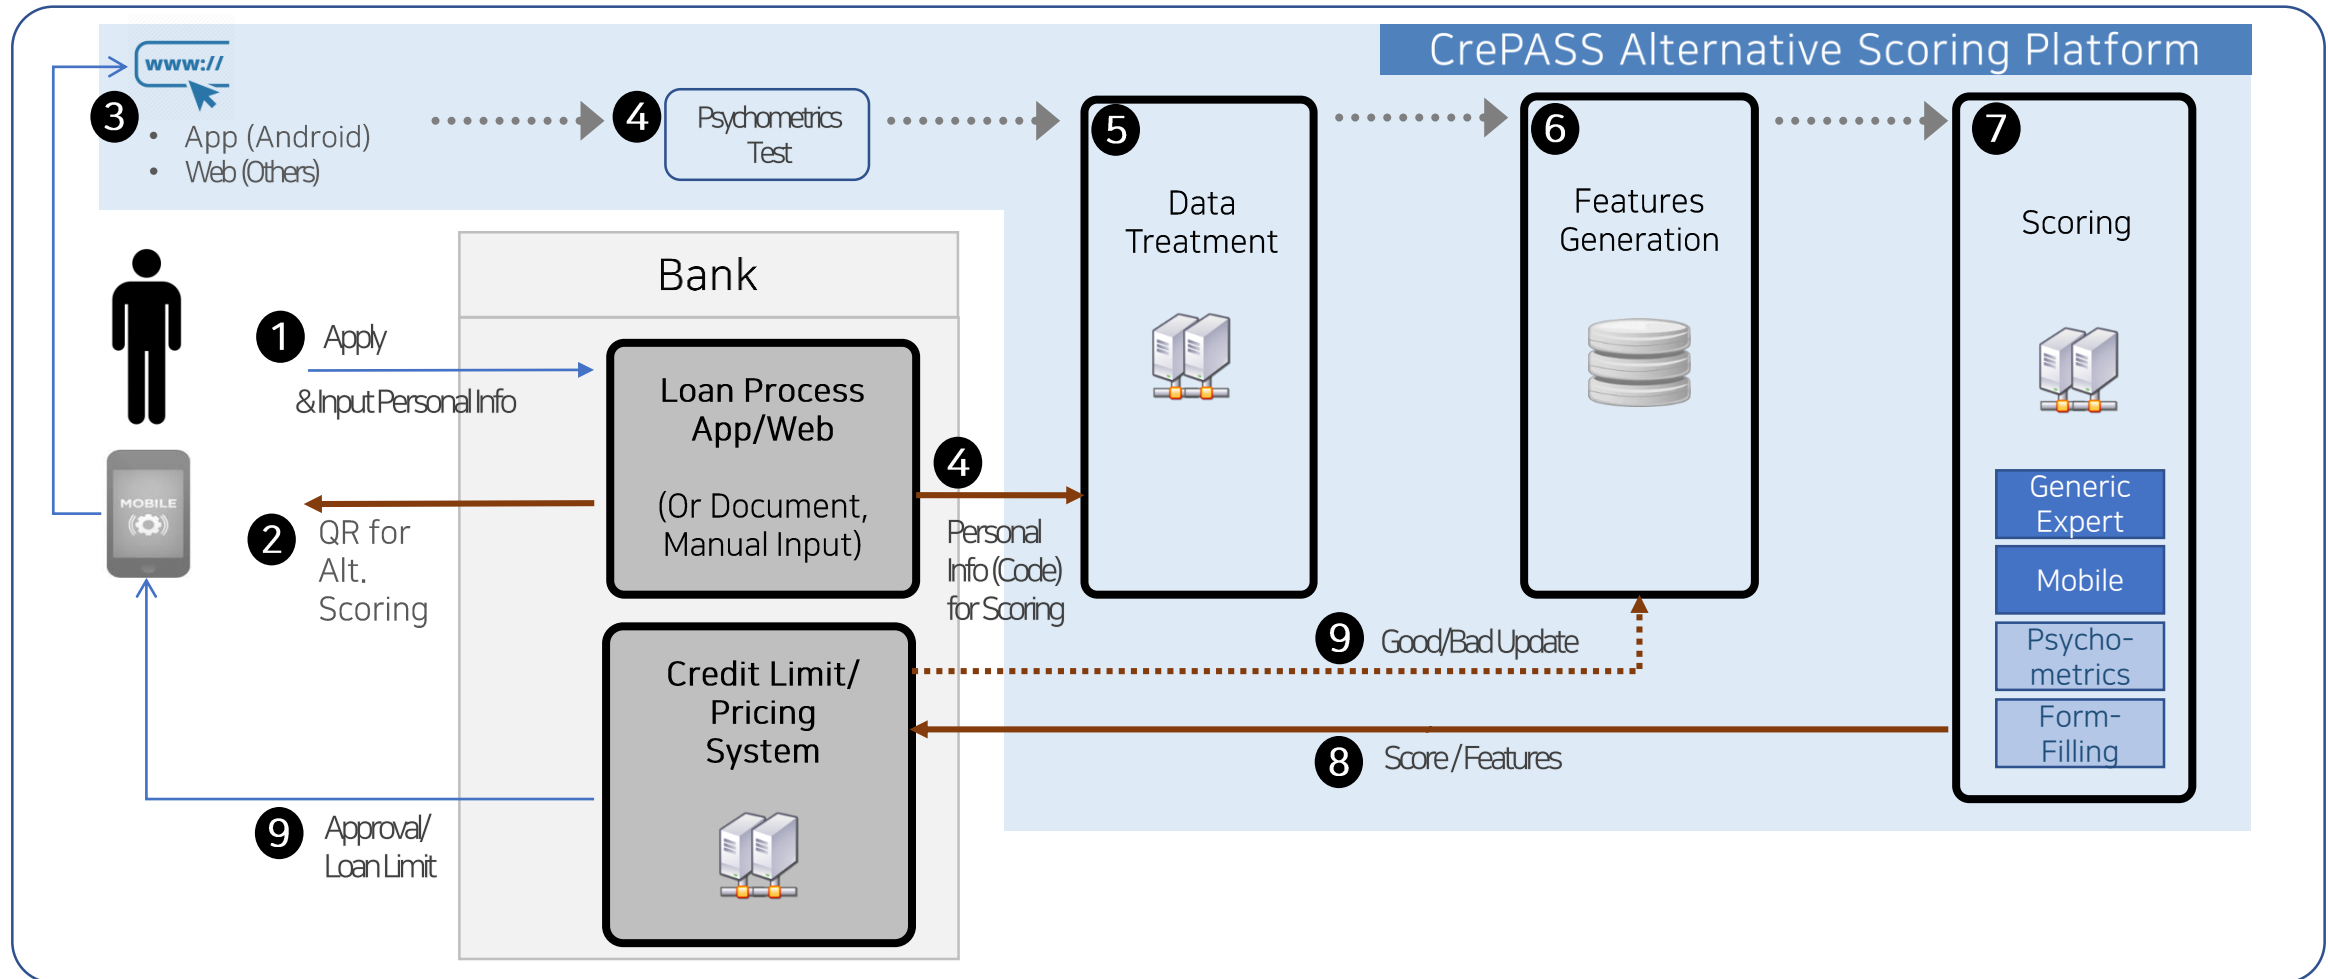 CrePASS Alternative Scoring Platform
www://
3
• App (Android)
• Web (Others)
4
Psychometrics
Test
5
Data
Treatment
6
Features
Generation
7
Scoring
Generic
Expert
Mobile
Psycho-
metrics
Form-
Filling
Bank
1
Apply
& Input Personal Info
Loan Process
App/Web
(Or Document,
Manual Input)
MOBILE
2
QR for
Alt.
Scoring
4
Personal
Info (Code)
for Scoring
Credit Limit/
Pricing
System
9
Good/Bad Update
8
Score / Features
9
Approval/
Loan Limit